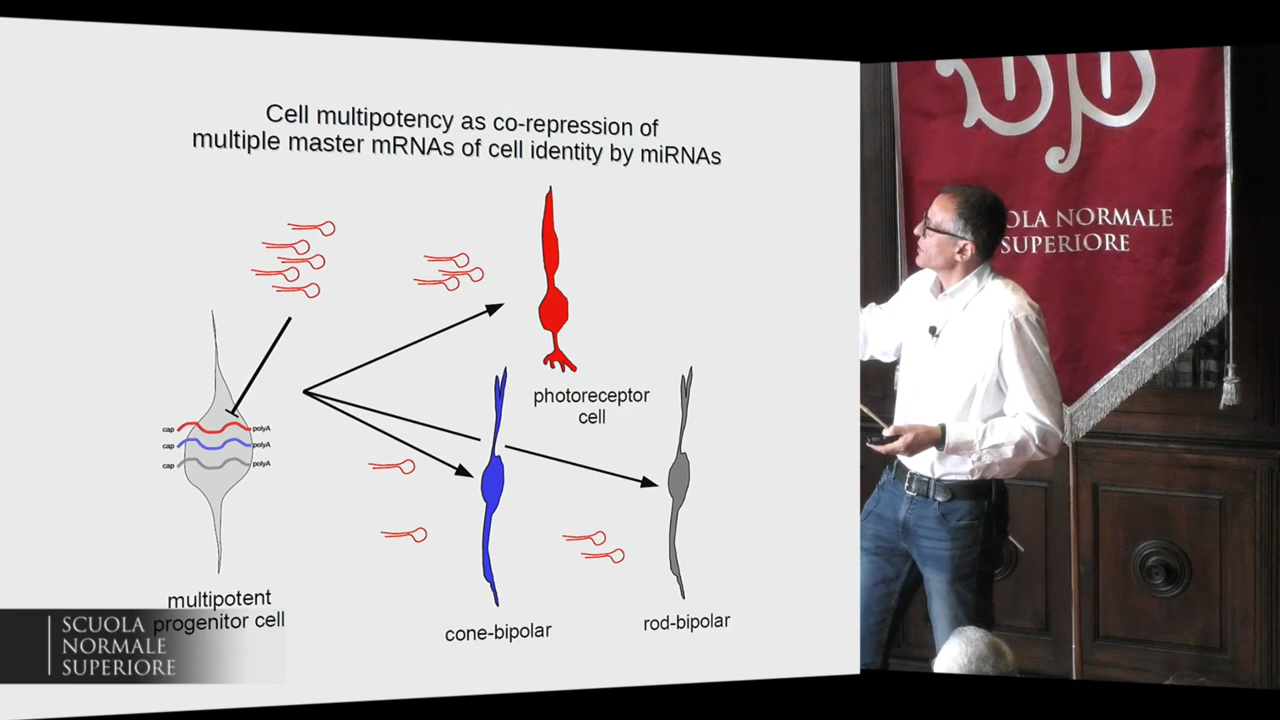 Cell multipotency as co-repression of
multiple master mRNAs of cell identity by miRNAs
cap
polyA
cap
polyA
cap
polyA
photoreceptor
cell
multipotent
progenitor cell
cone-bipolar
rod-bipolar
SCUOLA
NORMALE
SUPERIORE
OLA NORMALE
SUPERIORE